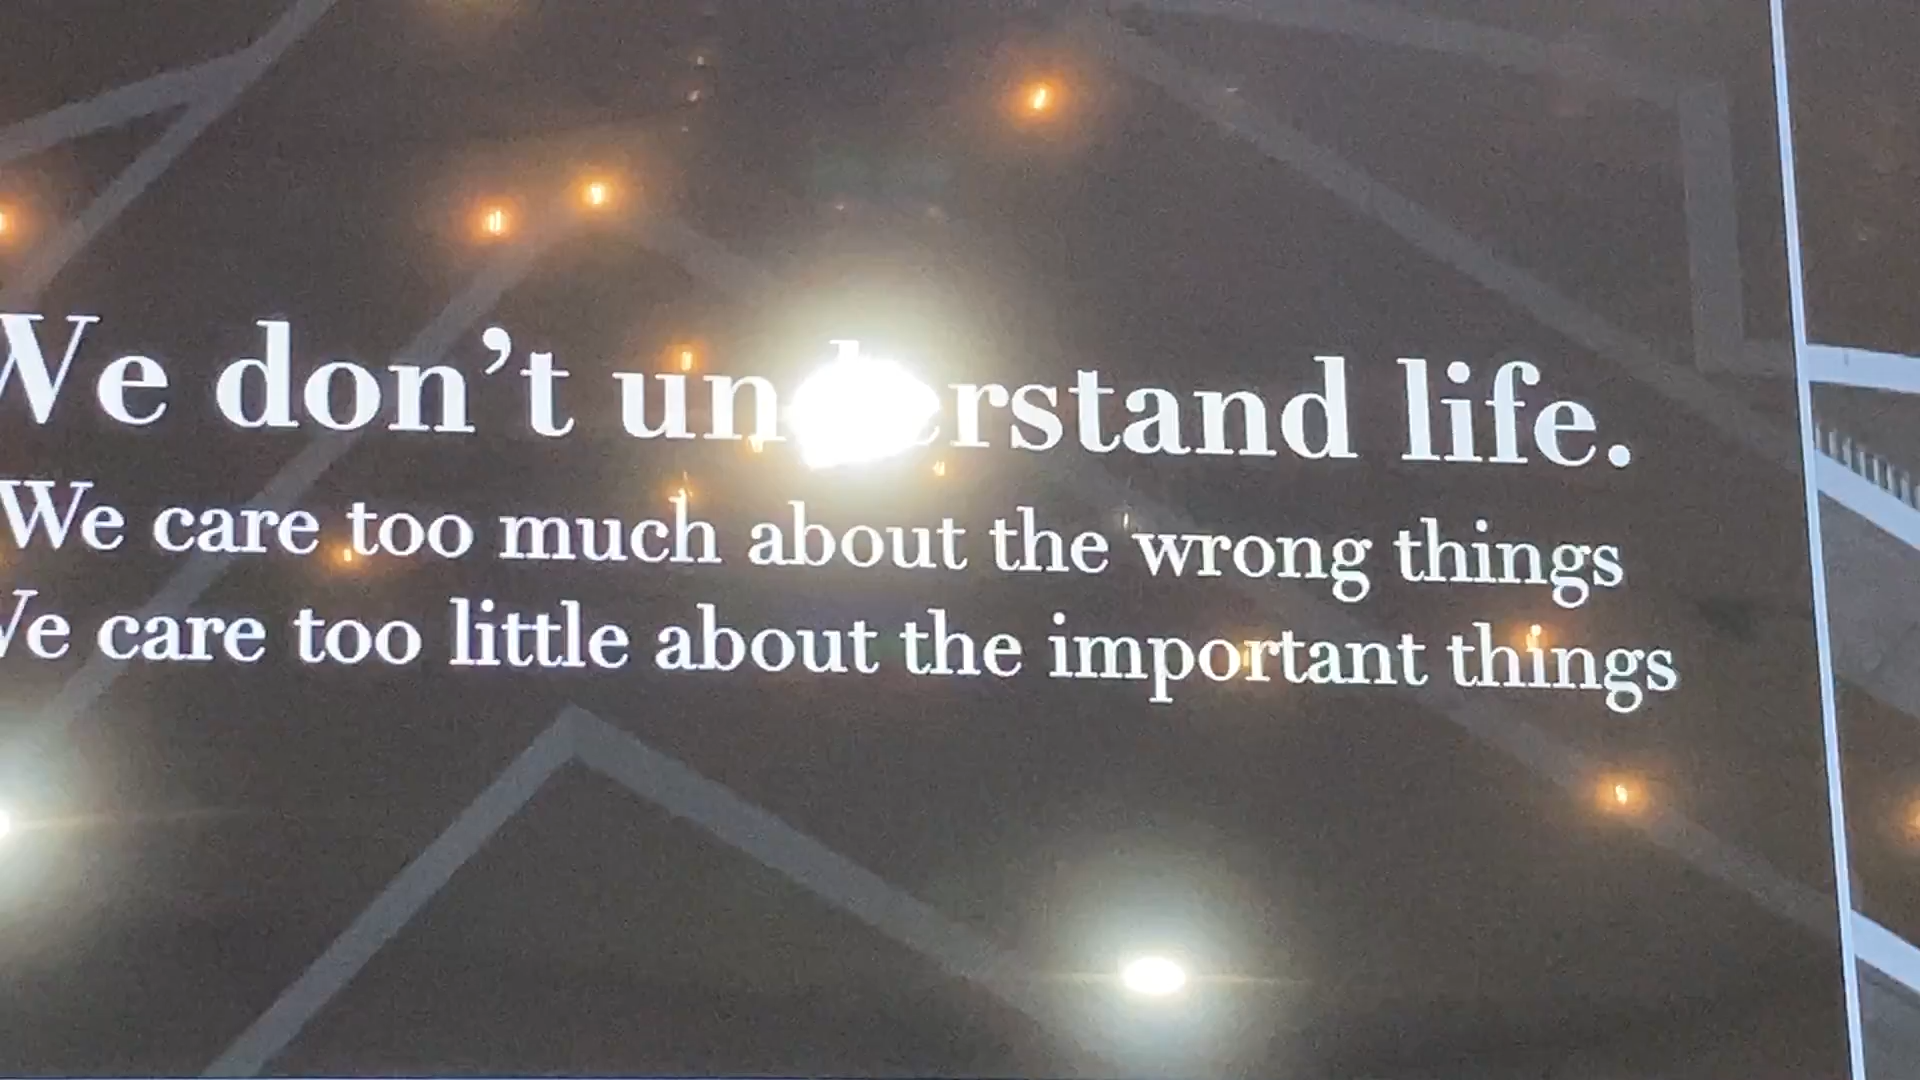 We don't understand life.
We care too much about the wrong things
We care too little about the important things